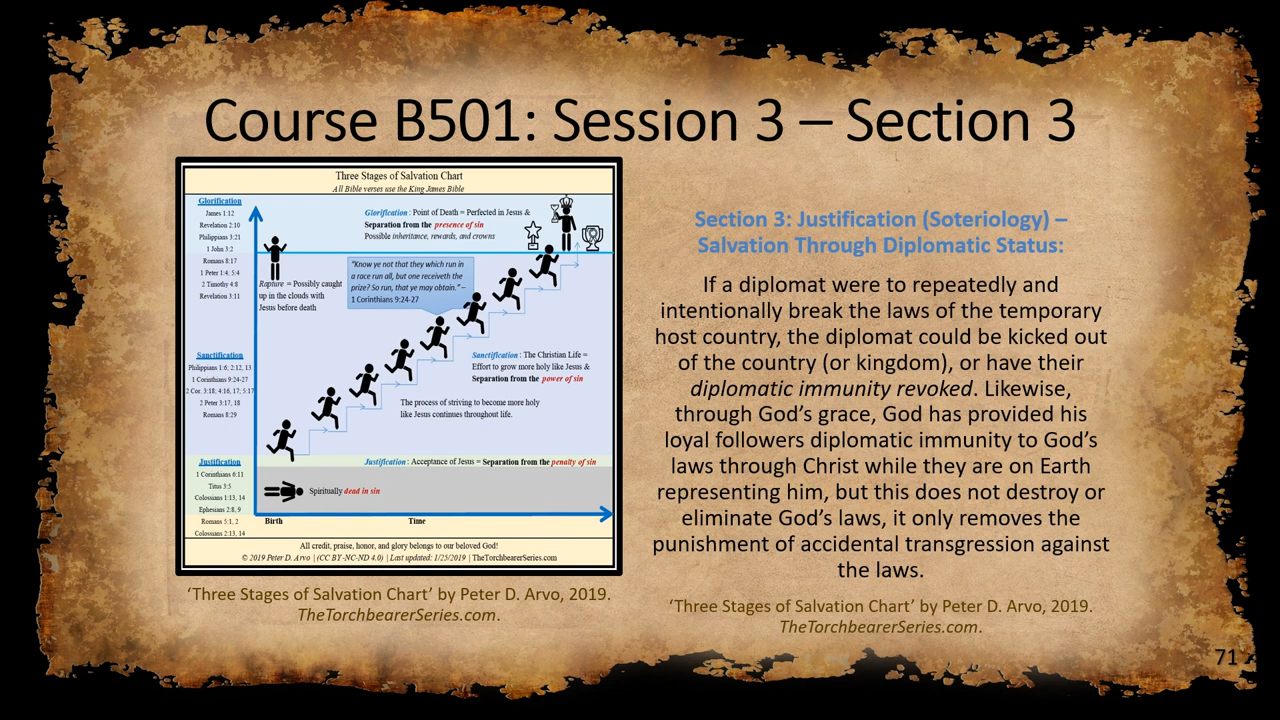 Course B501: Session 3 – Section 3
Three Stages of Salvation Chart
All Bible verses use the King James Bible
Glorification
James 1:12
Revelation 2:10
Philippians 3:21
1 John 3:2
Romans 8:17
1 Peter 1:4; 5:4
2 Timothy 4:8
Revelation 3:11
Sanctification
Philippians 1:6; 2:12, 13
1 Corinthians 9:24-27
2 Cor. 3:18; 4:16, 17; 5:17
2 Peter 3:17, 18
Romans 8:29
Justification
1 Corinthians 6:11
Titus 3:5
Colossians 1:13, 14
Ephesians 2:8, 9
Romans 5:1, 2
Colossians 2:13, 14
Glorification: Point of Death = Perfected in Jesus &
Separation from the presence of sin
Possible inheritance, rewards, and crowns
Rapture = Possibly caught
up in the clouds with
Jesus before death
"Know ye not that they which run in
a race run all, but one receiveth the
prize? So run, that ye may obtain." –
1 Corinthians 9:24-27
Sanctification: The Christian Life =
Effort to grow more holy like Jesus &
Separation from the power of sin
The process of striving to become more holy
like Jesus continues throughout life.
Justification: Acceptance of Jesus = Separation from the penalty of sin
Spiritually dead in sin
Birth
Time
All credit, praise, honor, and glory belongs to our beloved God!
© 2019 Peter D. Arvo | (CC BY-NC-ND 4.0) | Last updated: 1/25/2019 | TheTorchbearerSeries.com
‘Three Stages of Salvation Chart’ by Peter D. Arvo, 2019.
TheTorchbearerSeries.com.
Section 3: Justification (Soteriology) –
Salvation Through Diplomatic Status:
If a diplomat were to repeatedly and
intentionally break the laws of the temporary
host country, the diplomat could be kicked out
of the country (or kingdom), or have their
diplomatic immunity revoked. Likewise,
through God’s grace, God has provided his
loyal followers diplomatic immunity to God’s
laws through Christ while they are on Earth
representing him, but this does not destroy or
eliminate God’s laws, it only removes the
punishment of accidental transgression against
the laws.
‘Three Stages of Salvation Chart’ by Peter D. Arvo, 2019.
TheTorchbearerSeries.com.
71